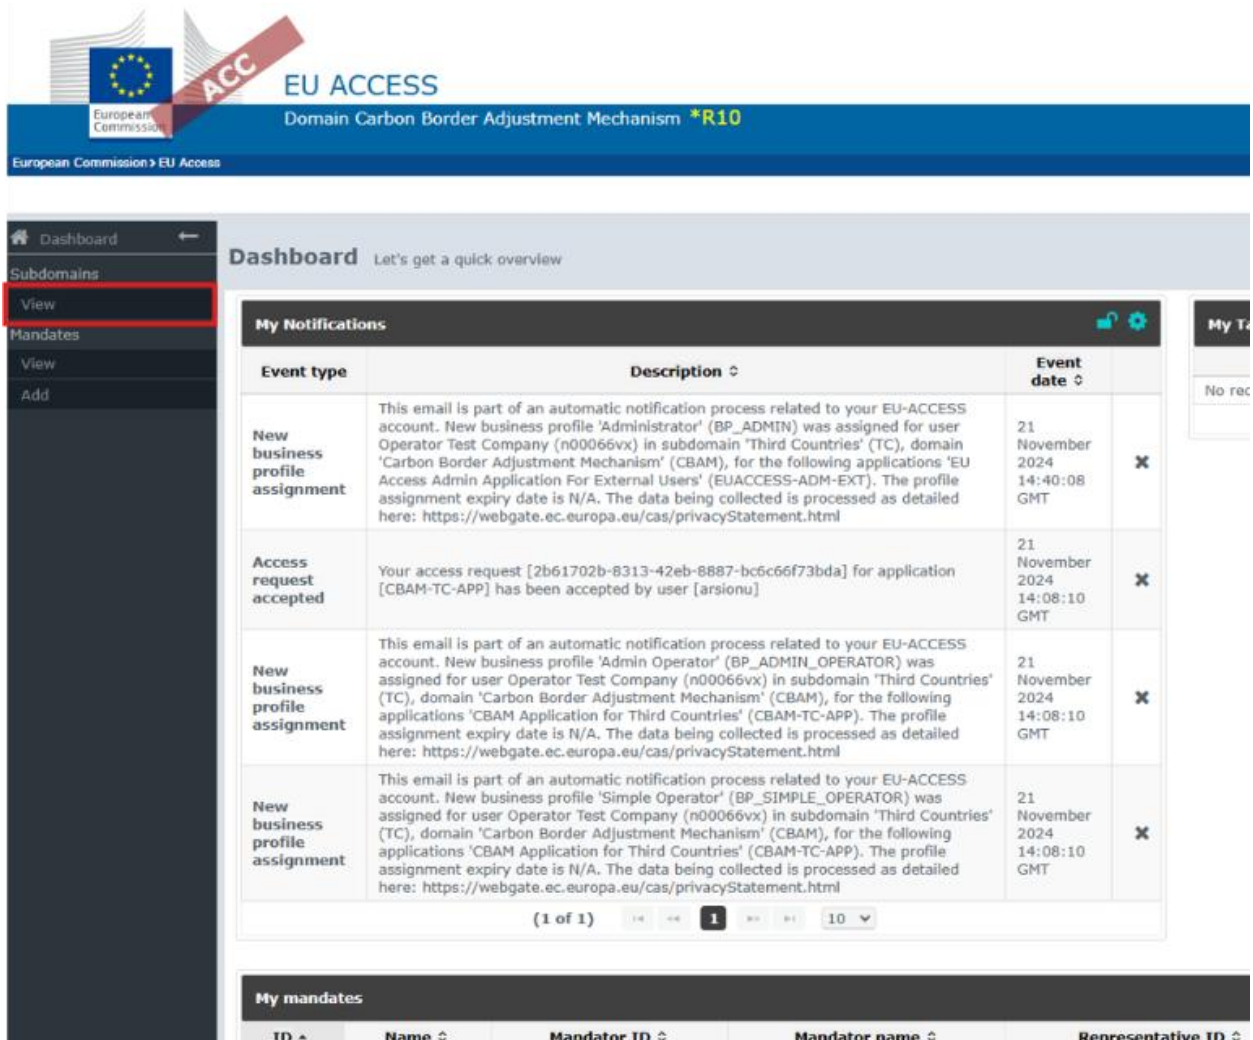 ACC
European
Commission
EU ACCESS
Domain Carbon Border Adjustment Mechanism *R10
European Commission > EU Access
Dashboard
Subdomains
View
Mandates
View
Add
Dashboard Let's get a quick overview
My Notifications
Event type Description Event date
New business profile assignment
This email is part of an automatic notification process related to your EU-ACCESS
account. New business profile 'Administrator' (BP_ADMIN) was assigned for user
Operator Test Company (n00066vx) in subdomain 'Third Countries' (TC), domain
'Carbon Border Adjustment Mechanism' (CBAM), for the following applications 'EU
Access Admin Application For External Users' (EUACCESS-ADM-EXT). The profile
assignment expiry date is N/A. The data being collected is processed as detailed
here: https://webgate.ec.europa.eu/cas/privacyStatement.html
21 November 2024 14:40:08 GMT
Access request accepted
Your access request [2b61702b-8313-42eb-8887-bc6c66f73bda] for application
[CBAM-TC-APP] has been accepted by user [arsionu]
21 November 2024 14:08:10 GMT
New business profile assignment
This email is part of an automatic notification process related to your EU-ACCESS
account. New business profile 'Admin Operator' (BP_ADMIN_OPERATOR) was
assigned for user Operator Test Company (n00066vx) in subdomain 'Third Countries'
(TC), domain 'Carbon Border Adjustment Mechanism' (CBAM), for the following
applications 'CBAM Application for Third Countries' (CBAM-TC-APP). The profile
assignment expiry date is N/A. The data being collected is processed as detailed
here: https://webgate.ec.europa.eu/cas/privacyStatement.html
21 November 2024 14:08:10 GMT
New business profile assignment
This email is part of an automatic notification process related to your EU-ACCESS
account. New business profile 'Simple Operator' (BP_SIMPLE_OPERATOR) was
assigned for user Operator Test Company (n00066vx) in subdomain 'Third Countries'
(TC), domain 'Carbon Border Adjustment Mechanism' (CBAM), for the following
applications 'CBAM Application for Third Countries' (CBAM-TC-APP). The profile
assignment expiry date is N/A. The data being collected is processed as detailed
here: https://webgate.ec.europa.eu/cas/privacyStatement.html
21 November 2024 14:08:10 GMT
(1 of 1) 1 10
My Ta
No rec
My mandates
ID Name Mandator ID Mandator name Representative ID